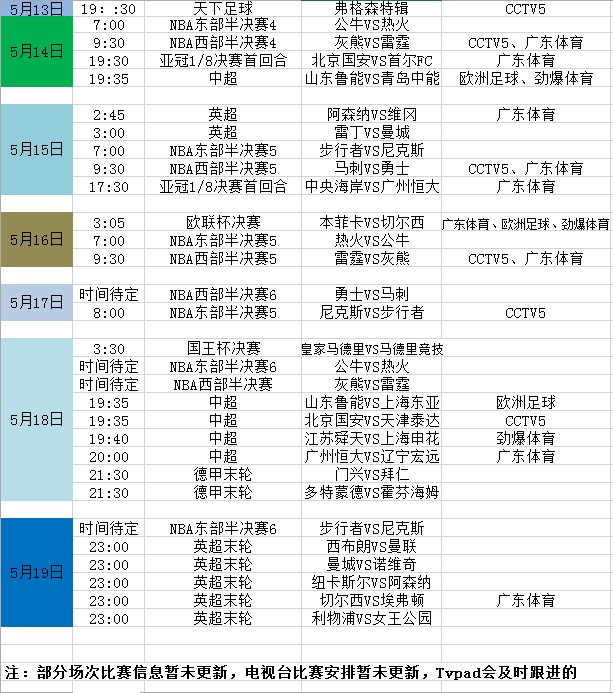 5月13日 19：:30 天下足球 弗格森特辑 CCTV5
7:00 NBA东部半决赛4 公牛VS热火
5月14日 9:30 NBA西部半决赛4 灰熊VS雷霆 CCTV5、广东体育
19:30 亚冠1/8决赛首回合 北京国安VS首尔FC 广东体育
19:35 中超 山东鲁能VS青岛中能 欧洲足球、劲爆体育
2:45 英超 阿森纳VS维冈 广东体育
3:00 英超 雷丁VS曼城
5月15日 7:00 NBA东部半决赛5 步行者VS尼克斯
9:30 NBA西部半决赛5 马刺VS勇士 CCTV5、广东体育
17:30 亚冠1/8决赛首回合 中央海岸VS广州恒大 广东体育
3:05 欧联杯决赛 本菲卡VS切尔西 广东体育、欧洲足球、劲爆体育
5月16日 7:00 NBA东部半决赛5 热火VS公牛
9:30 NBA西部半决赛5 雷霆VS灰熊 CCTV5、广东体育
5月17日 时间待定 NBA西部半决赛6 勇士VS马刺
8:00 NBA东部半决赛5 尼克斯VS步行者 CCTV5
3:30 国王杯决赛 皇家马德里VS马德里竞技
时间待定 NBA东部半决赛6 公牛VS热火
时间待定 NBA西部半决赛 灰熊VS雷霆
19:35 中超 山东鲁能VS上海东亚 欧洲足球
5月18日 19:35 中超 北京国安VS天津泰达 CCTV5
19:40 中超 江苏舜天VS上海申花 劲爆体育
20:00 中超 广州恒大VS辽宁宏远 广东体育
21:30 德甲末轮 门兴VS拜仁
21:30 德甲末轮 多特蒙德VS霍芬海姆
时间待定 NBA东部半决赛6 步行者VS尼克斯
23:00 英超末轮 西布朗VS曼联
23:00 英超末轮 曼城VS诺维奇
5月19日 23:00 英超末轮 纽卡斯尔VS阿森纳
23:00 英超末轮 切尔西VS埃弗顿 广东体育
23:00 英超末轮 利物浦VS女王公园
注：部分场次比赛信息暂未更新，电视台比赛安排暂未更新，Tvpad会及时跟进的